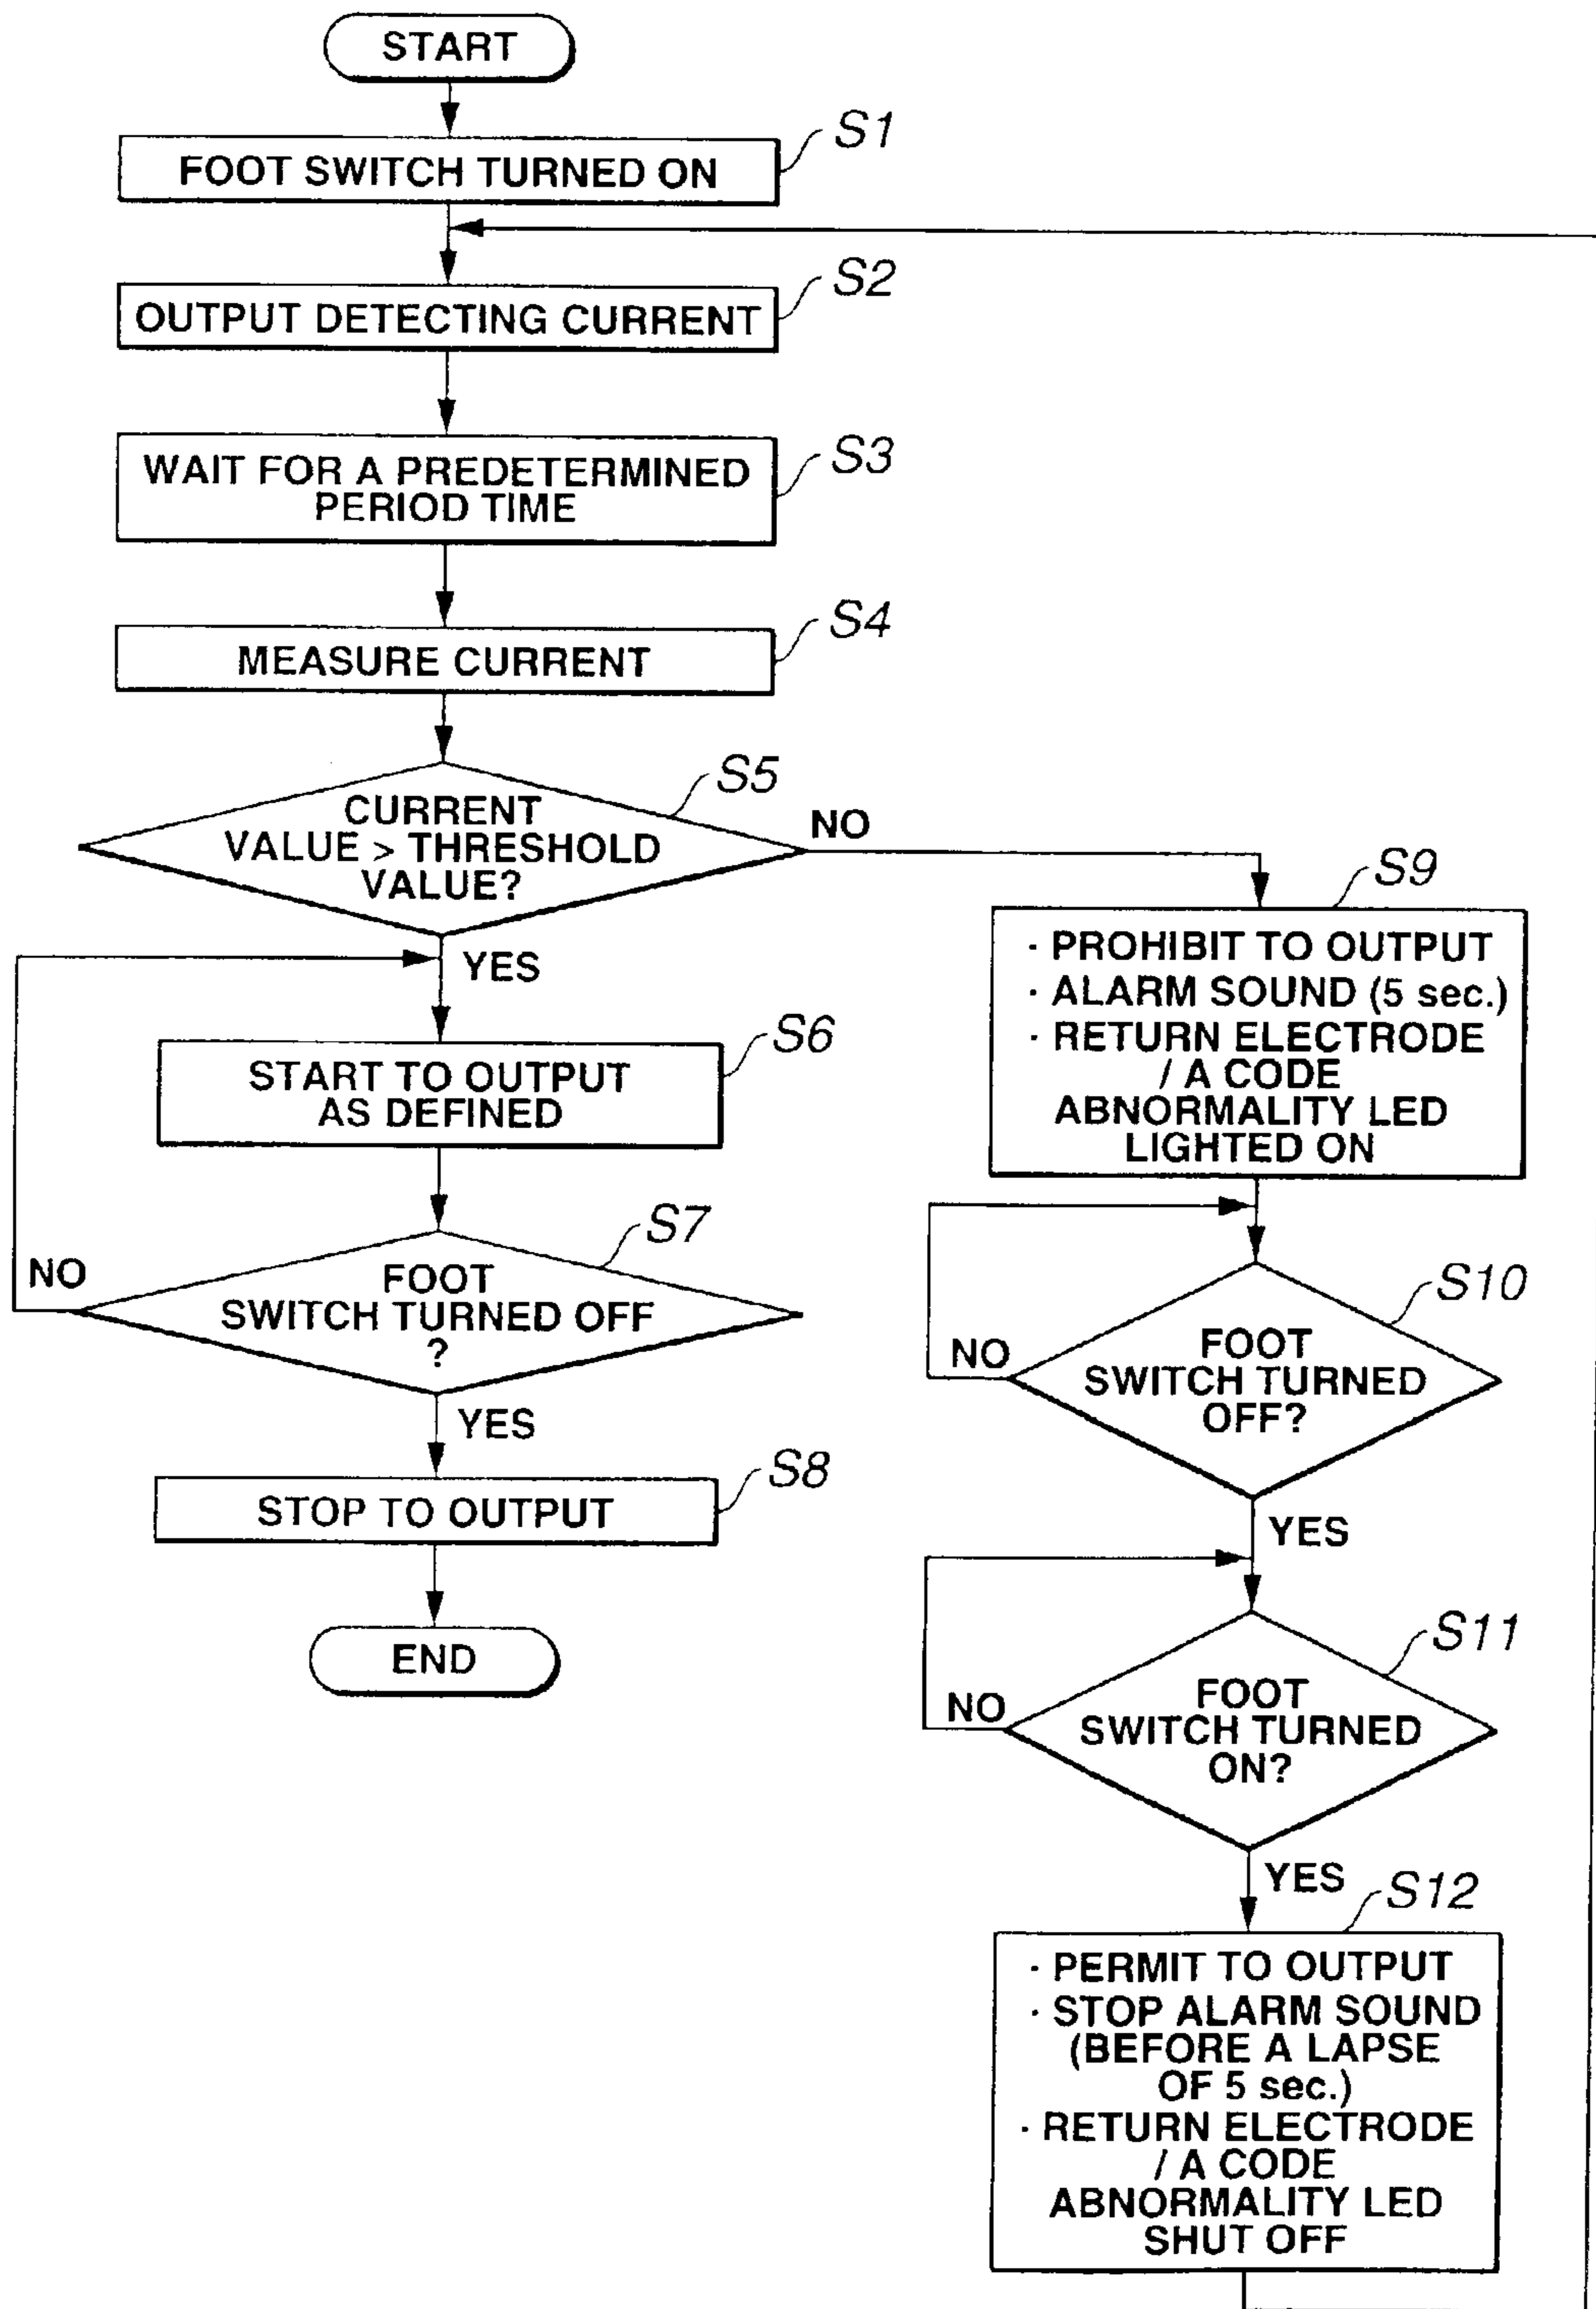 START
S1
FOOT SWITCH TURNED ON
S2
OUTPUT DETECTING CURRENT
S3
WAIT FOR A PREDETERMINED
PERIOD TIME
S4
MEASURE CURRENT
S5
CURRENT
VALUE > THRESHOLD
VALUE?
NO
YES
S6
START TO OUTPUT
AS DEFINED
S7
FOOT
SWITCH TURNED OFF
?
NO
YES
S8
STOP TO OUTPUT
END
S9
· PROHIBIT TO OUTPUT
· ALARM SOUND (5 sec.)
· RETURN ELECTRODE
/ A CODE
ABNORMALITY LED
LIGHTED ON
S10
FOOT
SWITCH TURNED
OFF?
NO
YES
S11
FOOT
SWITCH TURNED
ON?
NO
YES
S12
· PERMIT TO OUTPUT
· STOP ALARM SOUND
(BEFORE A LAPSE
OF 5 sec.)
· RETURN ELECTRODE
/ A CODE
ABNORMALITY LED
SHUT OFF